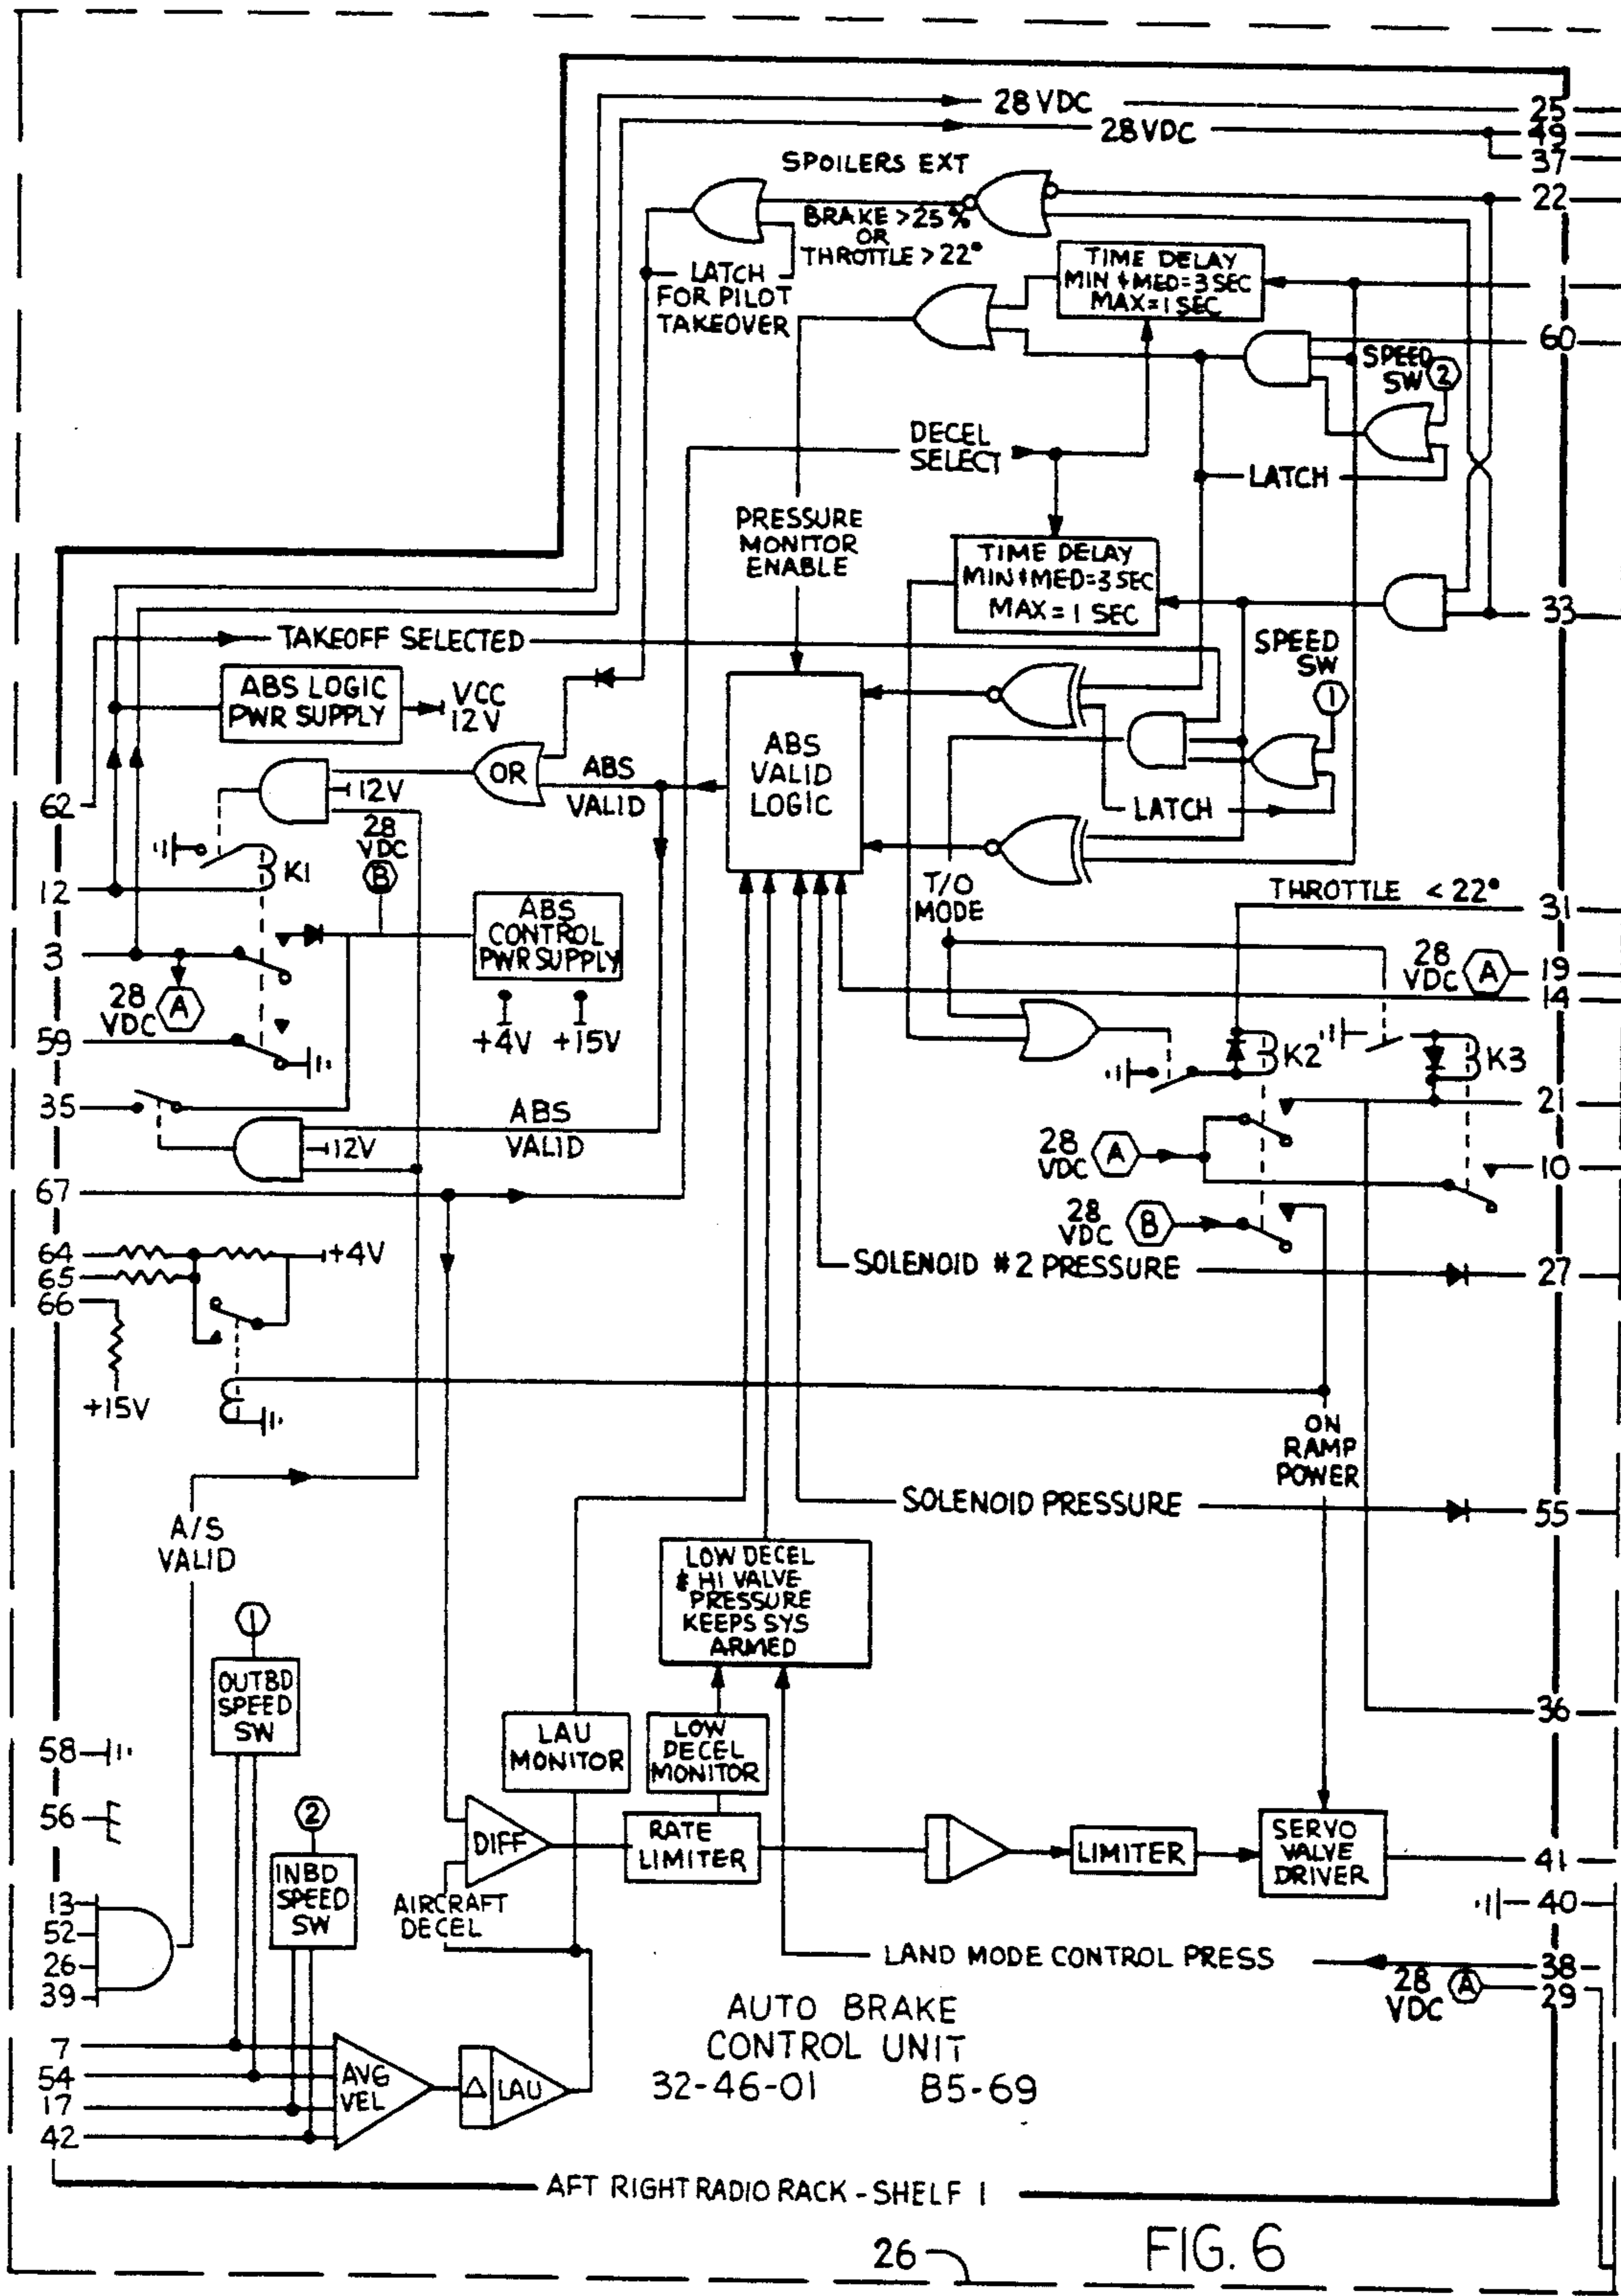 28 VDC
25
28 VDC
49
37
SPOILERS EXT
22
BRAKE >25%
OR
THROTTLE >22°
TIME DELAY
MIN & MED=3 SEC
MAX=1 SEC
LATCH
FOR PILOT
TAKEOVER
60
SPEED
SW 2
DECEL
SELECT
LATCH
PRESSURE
MONITOR
ENABLE
TIME DELAY
MIN & MED=3 SEC
MAX = 1 SEC
33
TAKEOFF SELECTED
SPEED
SW
1
ABS LOGIC
PWR SUPPLY
VCC
12V
ABS
VALID
LOGIC
OR
ABS
VALID
12V
62
LATCH
28
VDC
B
K1
12
T/O
MODE
THROTTLE < 22°
31
ABS
CONTROL
PWR SUPPLY
3
28
VDC A
19
14
28
VDC A
+4V +15V
59
K2
K3
35
21
ABS
VALID
12V
28
VDC A
10
67
28
VDC B
64
+4V
65
SOLENOID #2 PRESSURE
27
66
+15V
ON
RAMP
POWER
SOLENOID PRESSURE
55
A/S
VALID
LOW DECEL
& HI VALVE
PRESSURE
KEEPS SYS
ARMED
1
OUTBD
SPEED
SW
36
LAU
MONITOR
LOW
DECEL
MONITOR
58
56
2
DIFF
RATE
LIMITER
LIMITER
SERVO
VALVE
DRIVER
41
INBD
SPEED
SW
13
52
26
39
AIRCRAFT
DECEL
40
LAND MODE CONTROL PRESS
38
28
VDC A
29
AUTO BRAKE
CONTROL UNIT
32-46-01 B5-69
7
54
17
42
AVG
VEL
Δ LAU
AFT RIGHT RADIO RACK - SHELF 1
26
FIG. 6